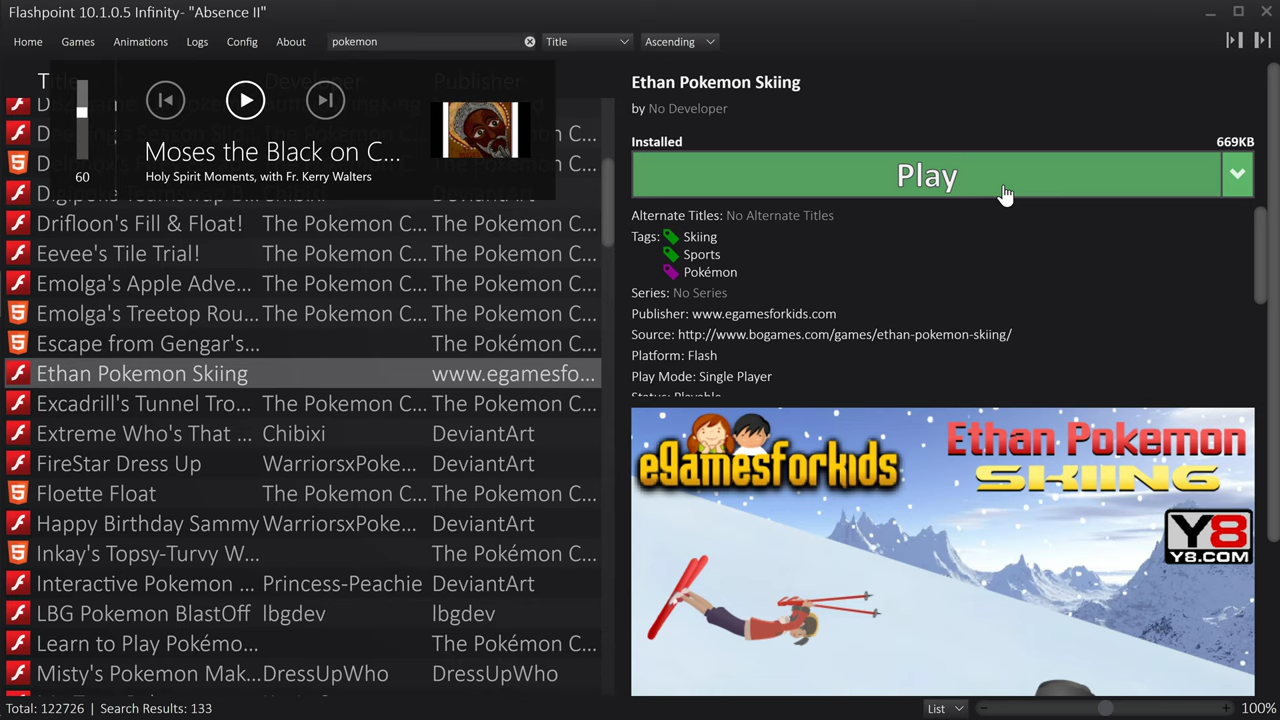 Flashpoint 10.1.0.5 Infinity- "Absence II"
Home Games Animations Logs Config About pokemon Title Ascending
Moses the Black on C...
Holy Spirit Moments, with Fr. Kerry Walters
60
Drifloon's Fill & Float! The Pokemon C... The Pokemon C...
Eevee's Tile Trial! The Pokemon C... The Pokemon C...
Emolga's Apple Adve... The Pokemon C... The Pokemon C...
Emolga's Treetop Rou... The Pokemon C... The Pokemon C...
Escape from Gengar's... The Pokémon C...
Ethan Pokemon Skiing www.egamesfo...
Excadrill's Tunnel Tro... The Pokemon C... The Pokemon C...
Extreme Who's That ... Chibixi DeviantArt
FireStar Dress Up WarriorsxPoke... DeviantArt
Floette Float The Pokemon C... The Pokemon C...
Happy Birthday Sammy WarriorsxPoke... DeviantArt
Inkay's Topsy-Turvy W... The Pokémon C...
Interactive Pokemon ... Princess-Peachie DeviantArt
LBG Pokemon BlastOff lbgdev lbgdev
Learn to Play Pokémo... The Pokémon C...
Misty's Pokemon Mak... DressUpWho DressUpWho
Total: 122726 | Search Results: 133
Ethan Pokemon Skiing
by No Developer
Installed 669KB
Play
Alternate Titles: No Alternate Titles
Tags: Skiing
Sports
Pokémon
Series: No Series
Publisher: www.egamesforkids.com
Source: http://www.bogames.com/games/ethan-pokemon-skiing/
Platform: Flash
Play Mode: Single Player
Status: Playable
egamesforkids
Ethan Pokemon
SKIING
Y8
Y8.COM
List 100%